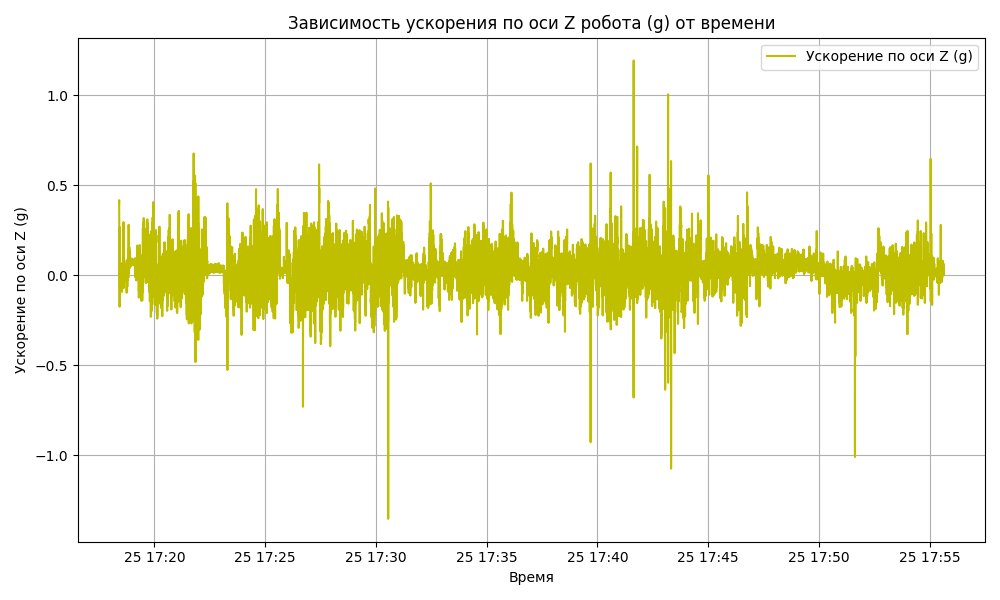 Зависимость ускорения по оси Z робота (g) от времени
Ускорение по оси Z (g)
Ускорение по оси Z (g)
1.0
0.5
0.0
−0.5
−1.0
25 17:20 25 17:25 25 17:30 25 17:35 25 17:40 25 17:45 25 17:50 25 17:55
Время